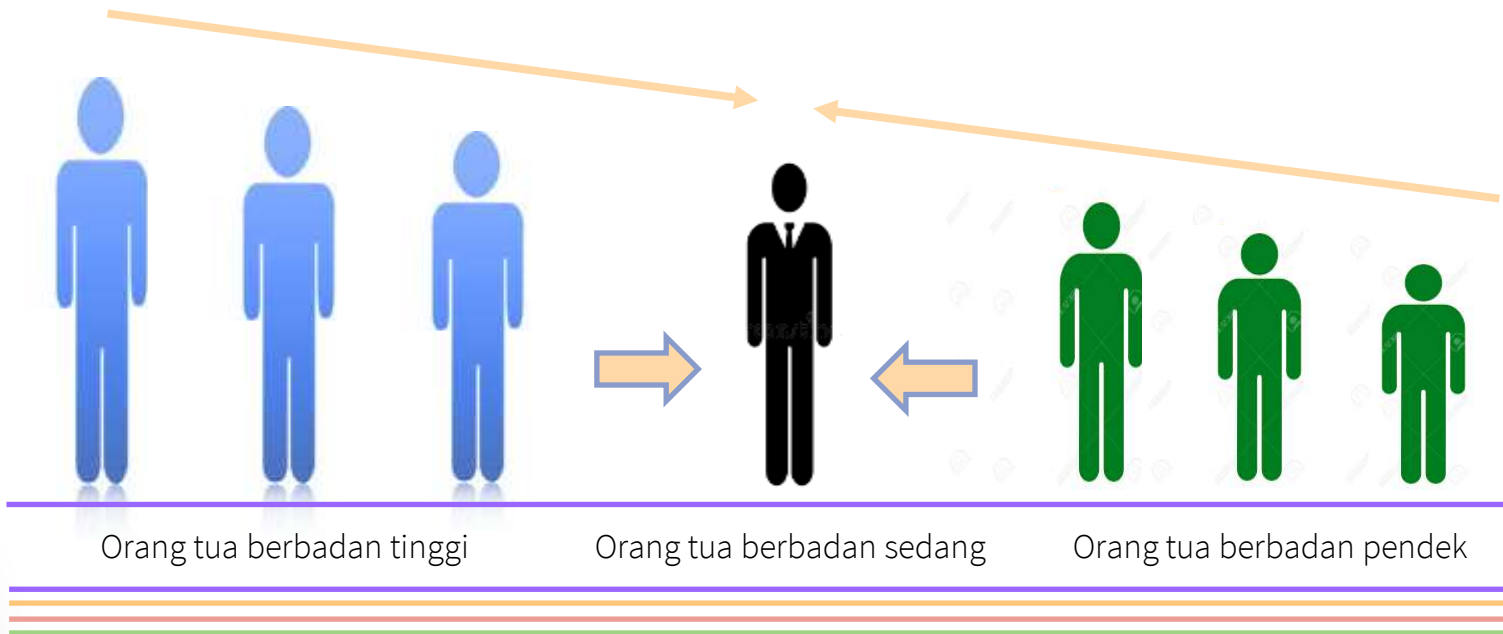 Orang tua berbadan tinggi
Orang tua berbadan sedang
Orang tua berbadan pendek